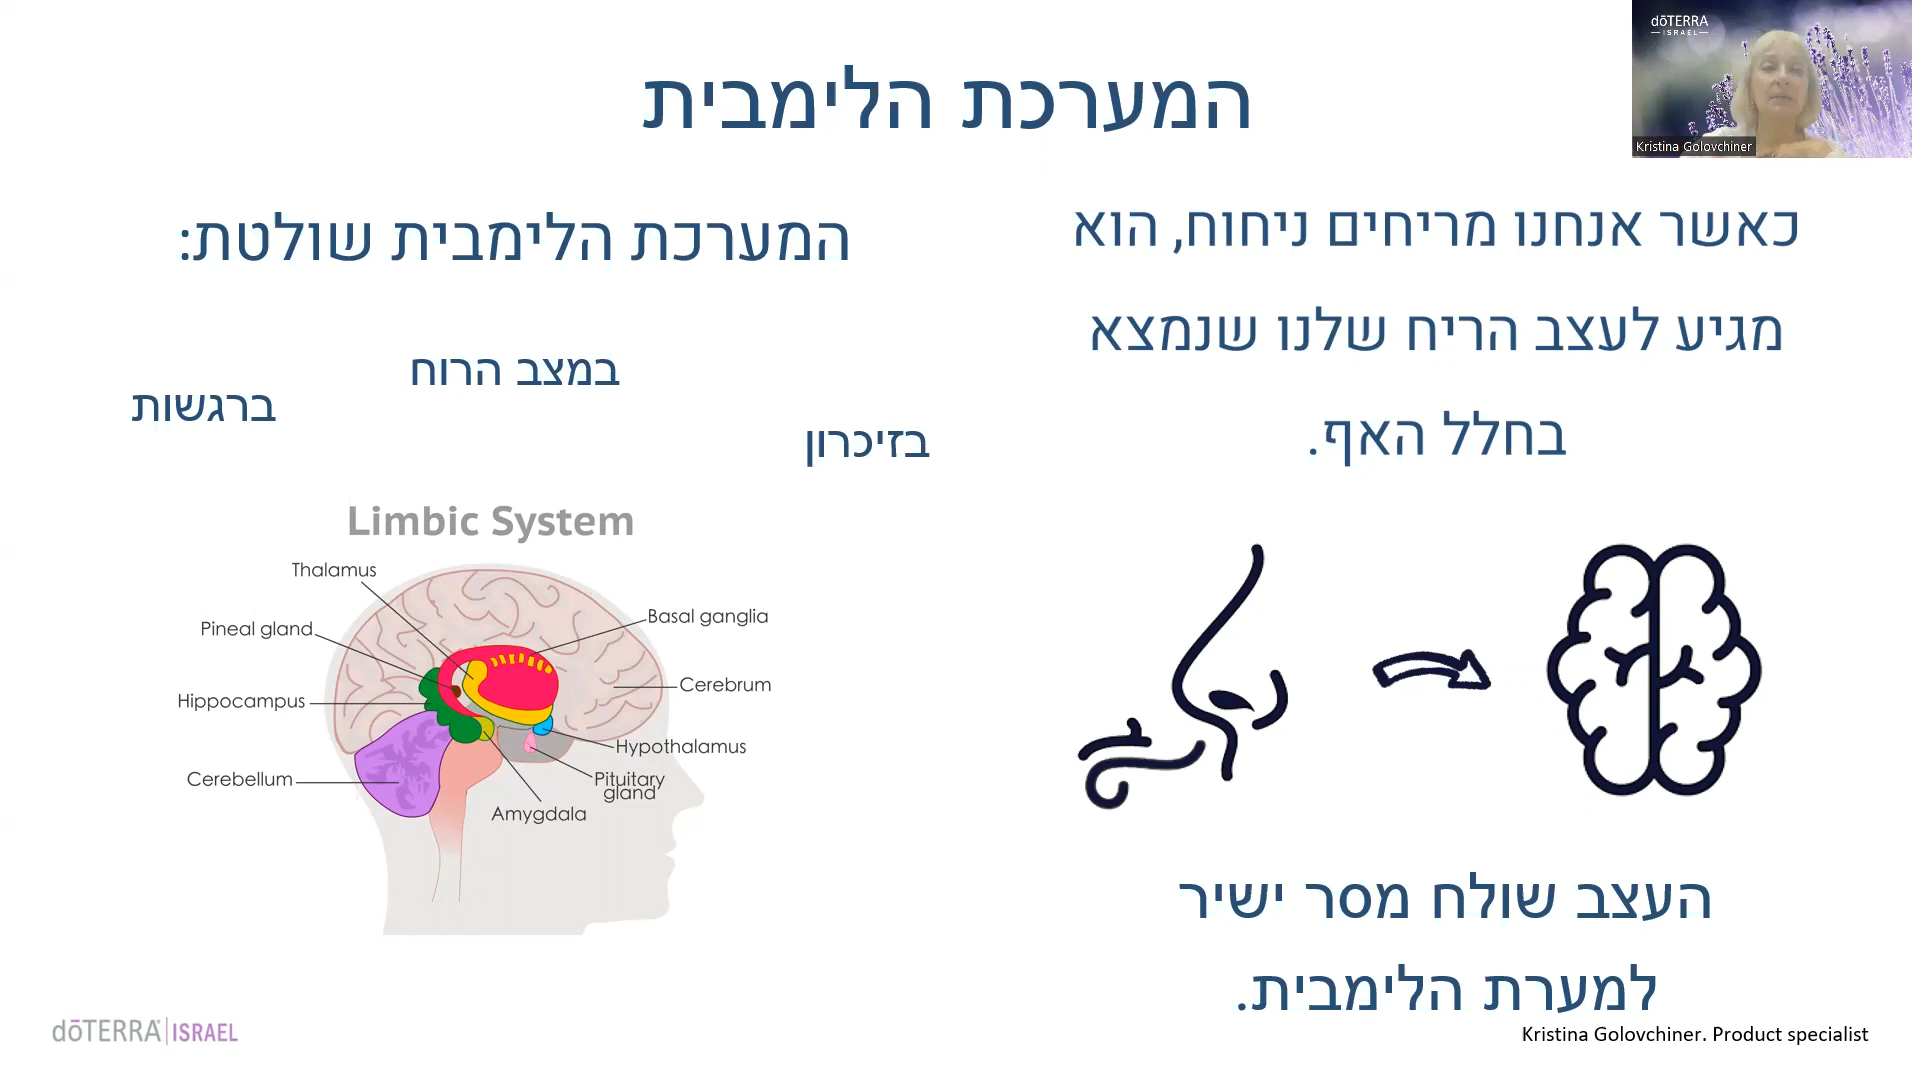 המערכת הלימבית
dōTERRA
ISRAEL
Kristina Golovchiner
כאשר אנחנו מריחים ניחוח, הוא
מגיע לעצב הריח שלנו שנמצא
בחלל האף.
העצב שולח מסר ישיר
למערת הלימבית.
המערכת הלימבית שולטת:
במצב הרוח
ברגשות
בזיכרון
Limbic System
Thalamus
Pineal gland
Hippocampus
Cerebellum
Basal ganglia
Cerebrum
Hypothalamus
Pituitary
gland
Amygdala
dōTERRA ISRAEL
Kristina Golovchiner. Product specialist